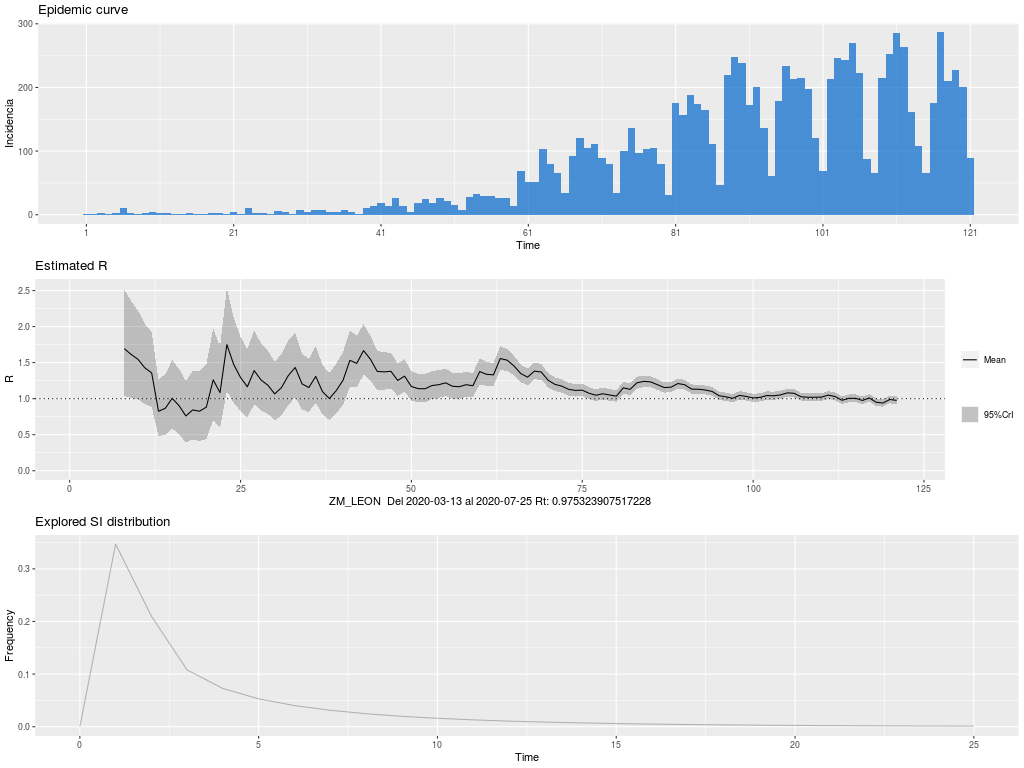 Epidemic curve
300
200
100
0
Incidencia
1 21 41 61 81 101 121
Time
Estimated R
2.5
2.0
1.5
1.0
0.5
0.0
R
Mean
95%CrI
0 25 50 75 100 125
ZM_LEON Del 2020-03-13 al 2020-07-25 Rt: 0.975323907517228
Explored SI distribution
0.3
0.2
0.1
0.0
Frequency
0 5 10 15 20 25
Time